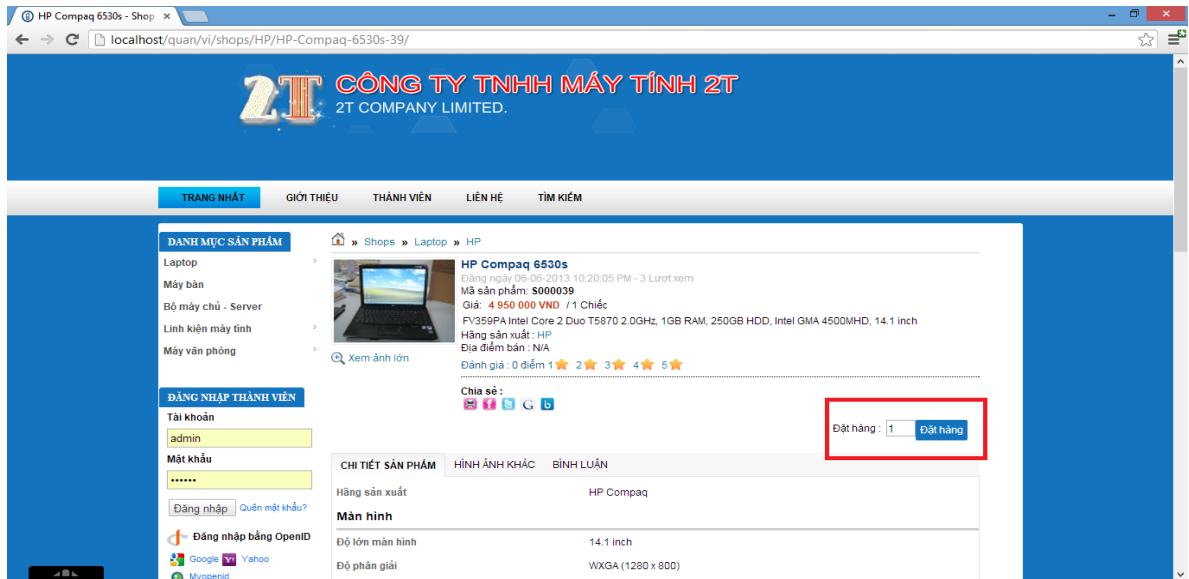 HP Compaq 6530s - Shop
localhost/quan/vi/shops/HP/HP-Compaq-6530s-39/
2T
CÔNG TY TNHH MÁY TÍNH 2T
2T COMPANY LIMITED.
TRANG NHẤT GIỚI THIỆU THÀNH VIÊN LIÊN HỆ TÌM KIẾM
DANH MỤC SẢN PHẨM
Laptop
Máy bàn
Bộ máy chủ - Server
Linh kiện máy tính
Máy văn phòng
ĐĂNG NHẬP THÀNH VIÊN
Tài khoản
admin
Mật khẩu
••••••
Đăng nhập Quên mật khẩu?
Đăng nhập bằng OpenID
Google Yahoo
Myopenid
» Shops » Laptop » HP
Xem ảnh lớn
HP Compaq 6530s
Đăng ngày 06-06-2013 10:20:05 PM - 3 Lượt xem
Mã sản phẩm: S000039
Giá: 4 950 000 VND / 1 Chiếc
FV359PA Intel Core 2 Duo T5870 2.0GHz, 1GB RAM, 250GB HDD, Intel GMA 4500MHD, 14.1 inch
Hãng sản xuất : HP
Địa điểm bán : N/A
Đánh giá : 0 điểm 1 2 3 4 5
Chia sẻ :
Đặt hàng : 1 Đặt hàng
CHI TIẾT SẢN PHẨM HÌNH ẢNH KHÁC BÌNH LUẬN
Hãng sản xuất HP Compaq
Màn hình
Độ lớn màn hình 14.1 inch
Độ phân giải WXGA (1280 x 800)